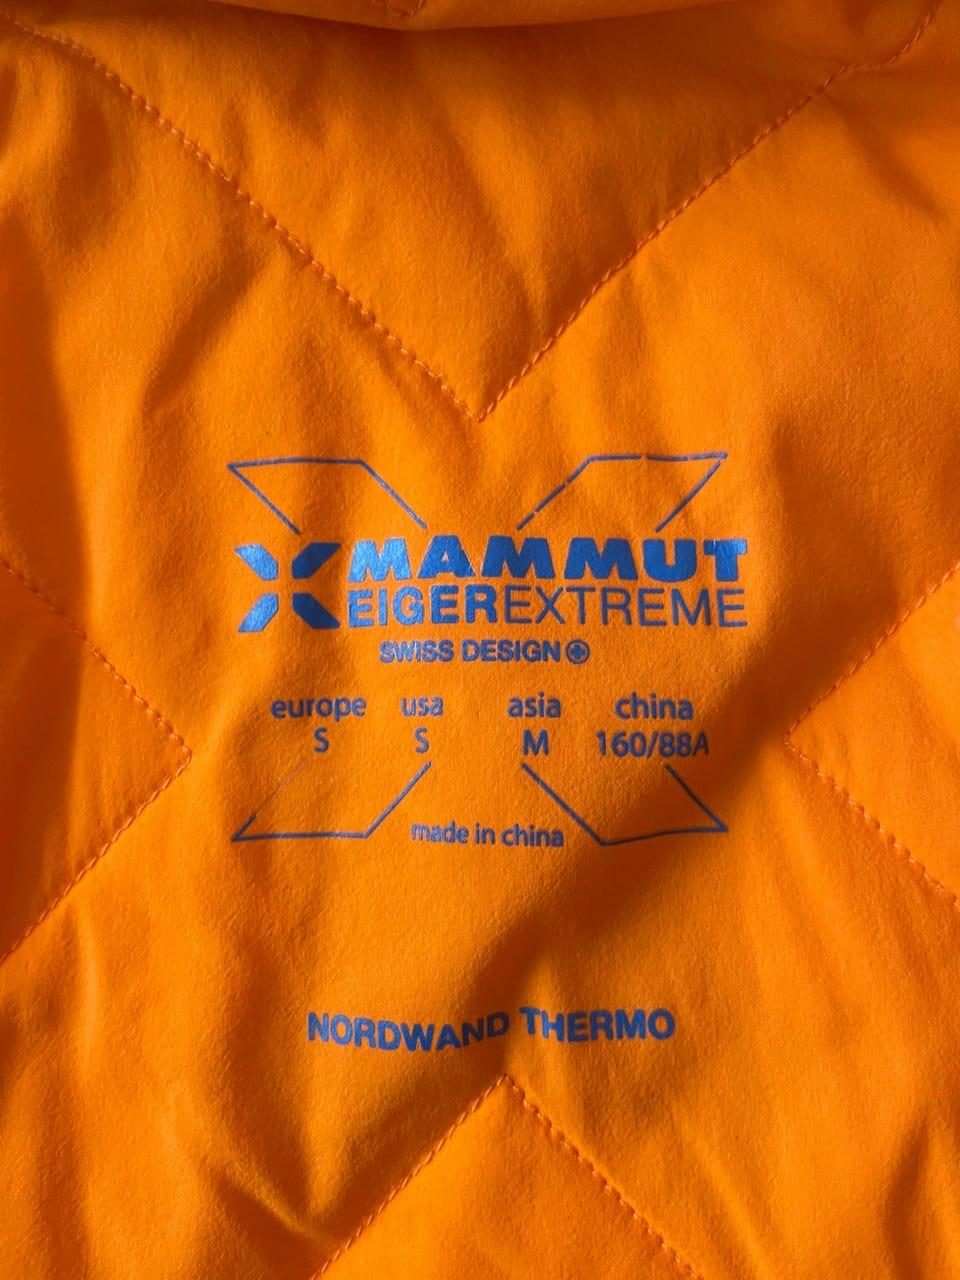 MAMMUT
EIGEREXTREME
SWISS DESIGN
europe usa asia china
S S M 160/88A
made in china
NORDWAND THERMO